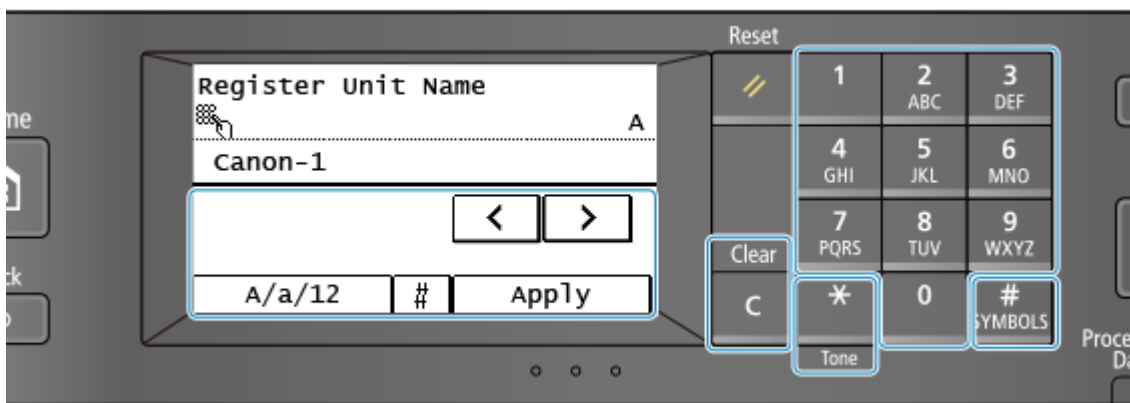 Reset
Register Unit Name
A
Canon-1
< >
A/a/12 # Apply
1 2 3
ABC DEF
4 5 6
GHI JKL MNO
7 8 9
PQRS TUV WXYZ
Clear
C * 0 #
SYMBOLS
Tone